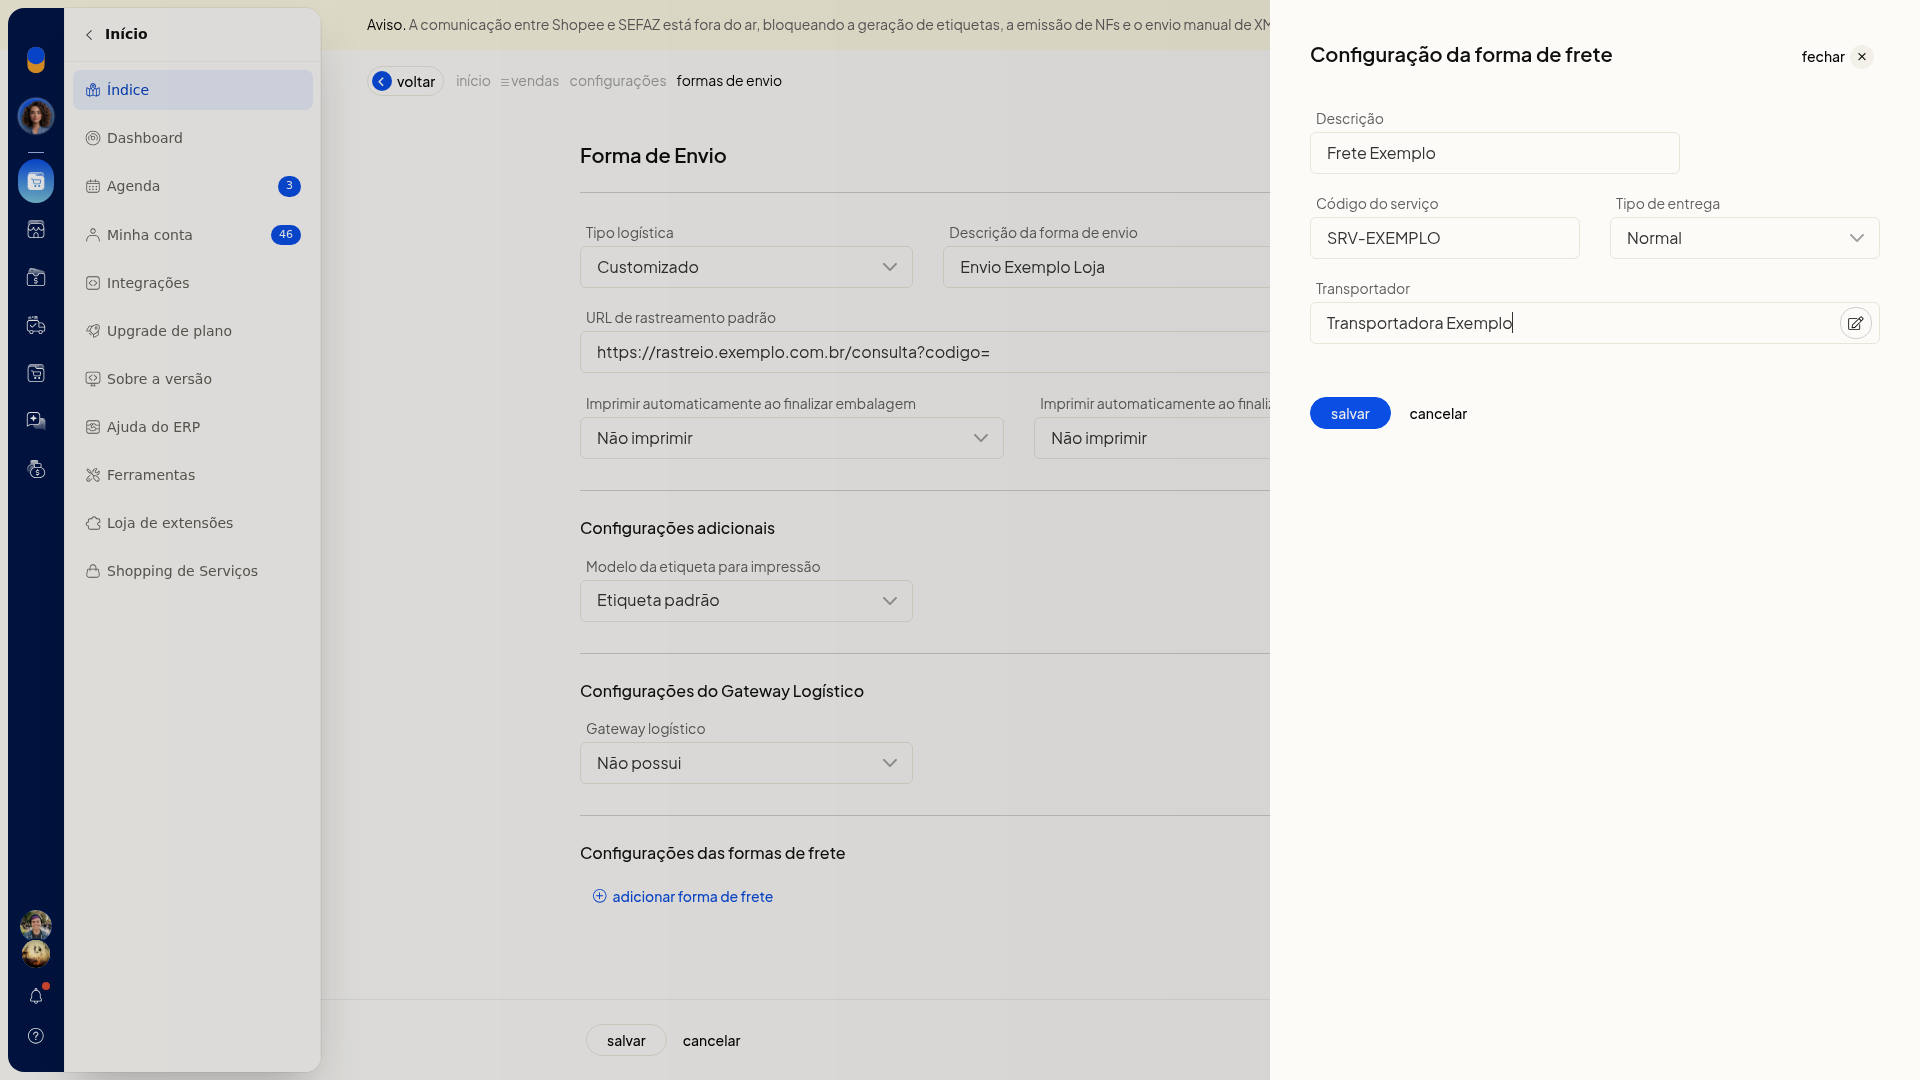 Início
Índice
Dashboard
Agenda 3
Minha conta 46
Integrações
Upgrade de plano
Sobre a versão
Ajuda do ERP
Ferramentas
Loja de extensões
Shopping de Serviços
Aviso. A comunicação entre Shopee e SEFAZ está fora do ar, bloqueando a geração de etiquetas, a emissão de NFs e o envio manual de XM
voltar início vendas configurações formas de envio
Forma de Envio
Tipo logística Descrição da forma de envio
Customizado Envio Exemplo Loja
URL de rastreamento padrão
https://rastreio.exemplo.com.br/consulta?codigo=
Imprimir automaticamente ao finalizar embalagem Imprimir automaticamente ao finaliz
Não imprimir Não imprimir
Configurações adicionais
Modelo da etiqueta para impressão
Etiqueta padrão
Configurações do Gateway Logístico
Gateway logístico
Não possui
Configurações das formas de frete
adicionar forma de frete
salvar cancelar
Configuração da forma de frete fechar
Descrição
Frete Exemplo
Código do serviço Tipo de entrega
SRV-EXEMPLO Normal
Transportador
Transportadora Exemplo
salvar cancelar